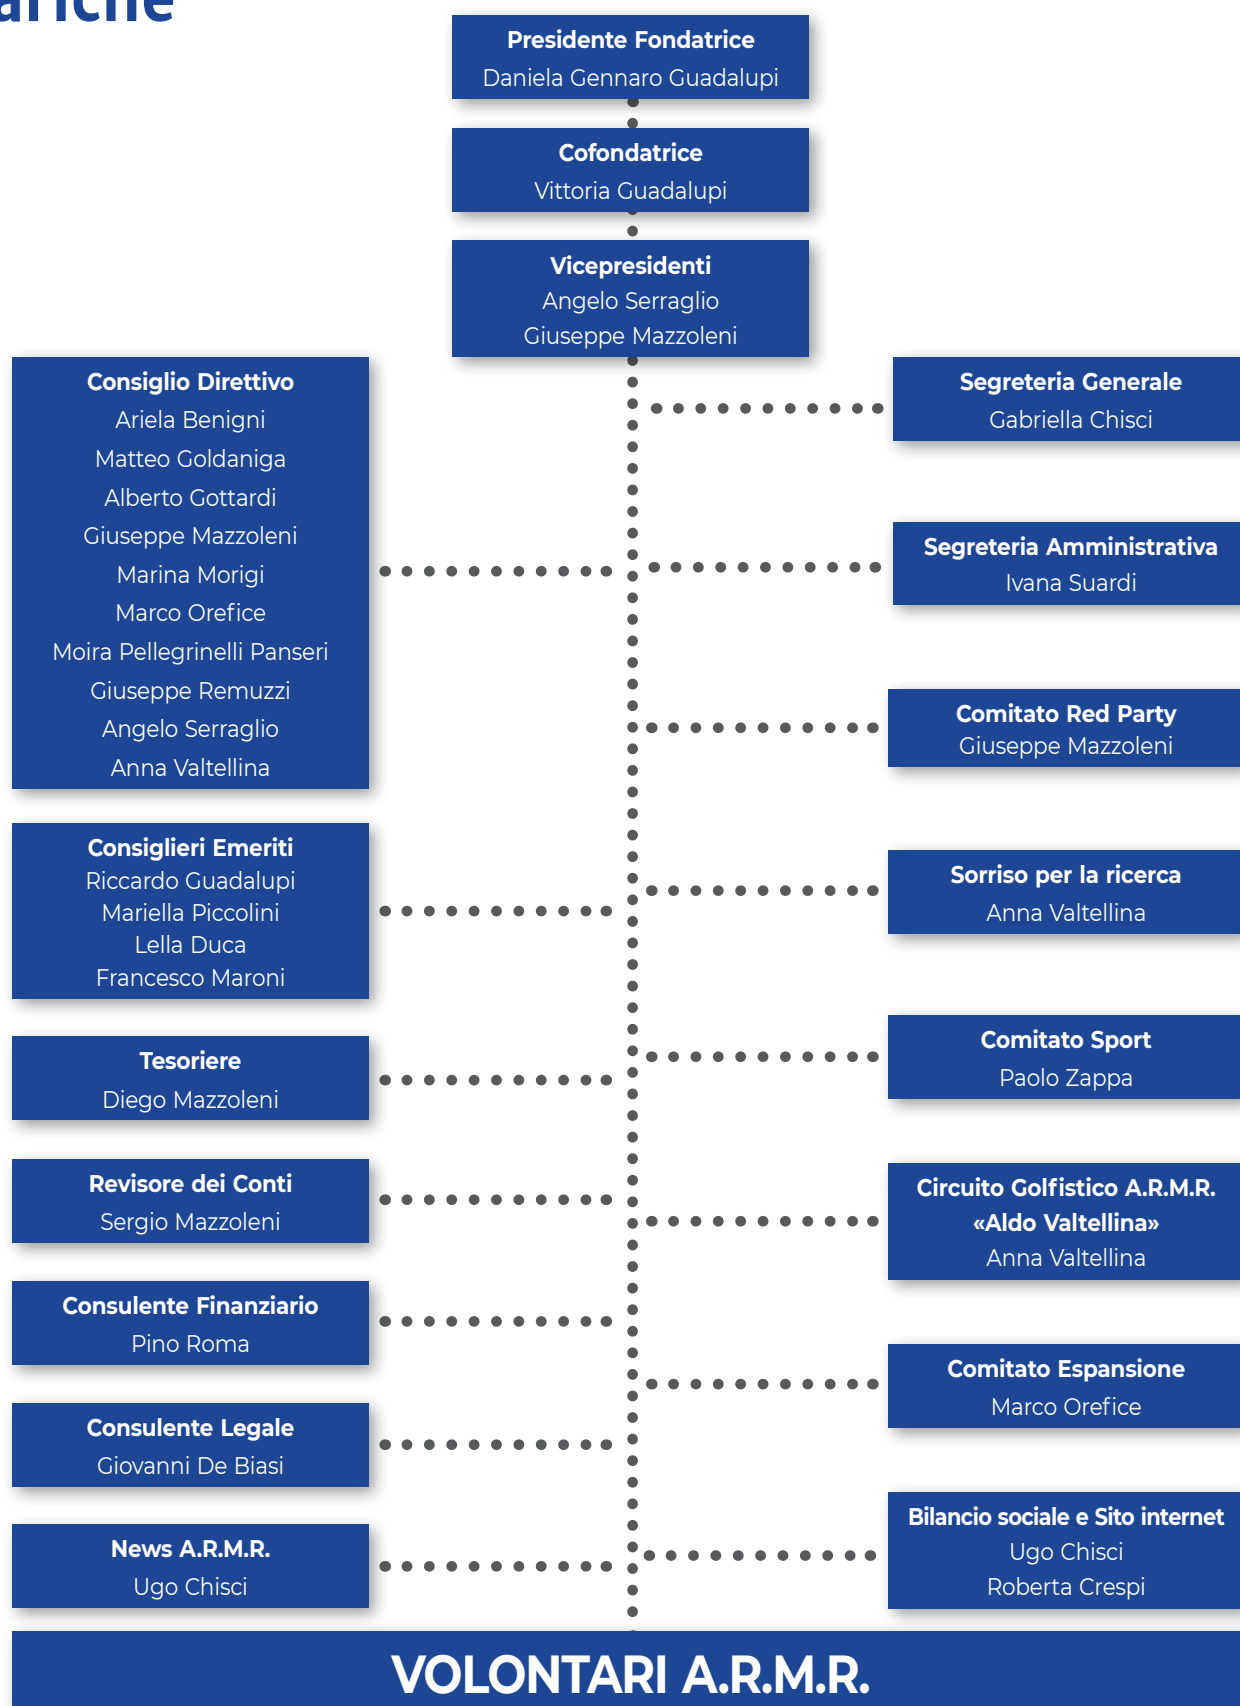 Presidente Fondatrice
Daniela Gennaro Guadalupi
Cofondatrice
Vittoria Guadalupi
Vicepresidenti
Angelo Serraglio
Giuseppe Mazzoleni
Consiglio Direttivo
Ariela Benigni
Matteo Goldaniga
Alberto Gottardi
Giuseppe Mazzoleni
Marina Morigi
Marco Orefice
Moira Pellegrinelli Panseri
Giuseppe Remuzzi
Angelo Serraglio
Anna Valtellina
Consiglieri Emeriti
Riccardo Guadalupi
Mariella Piccolini
Lella Duca
Francesco Maroni
Tesoriere
Diego Mazzoleni
Revisore dei Conti
Sergio Mazzoleni
Consulente Finanziario
Pino Roma
Consulente Legale
Giovanni De Biasi
News A.R.M.R.
Ugo Chisci
Segreteria Generale
Gabriella Chisci
Segreteria Amministrativa
Ivana Suardi
Comitato Red Party
Giuseppe Mazzoleni
Sorriso per la ricerca
Anna Valtellina
Comitato Sport
Paolo Zappa
Circuito Golfistico A.R.M.R.
«Aldo Valtellina»
Anna Valtellina
Comitato Espansione
Marco Orefice
Bilancio sociale e Sito internet
Ugo Chisci
Roberta Crespi
VOLONTARI A.R.M.R.